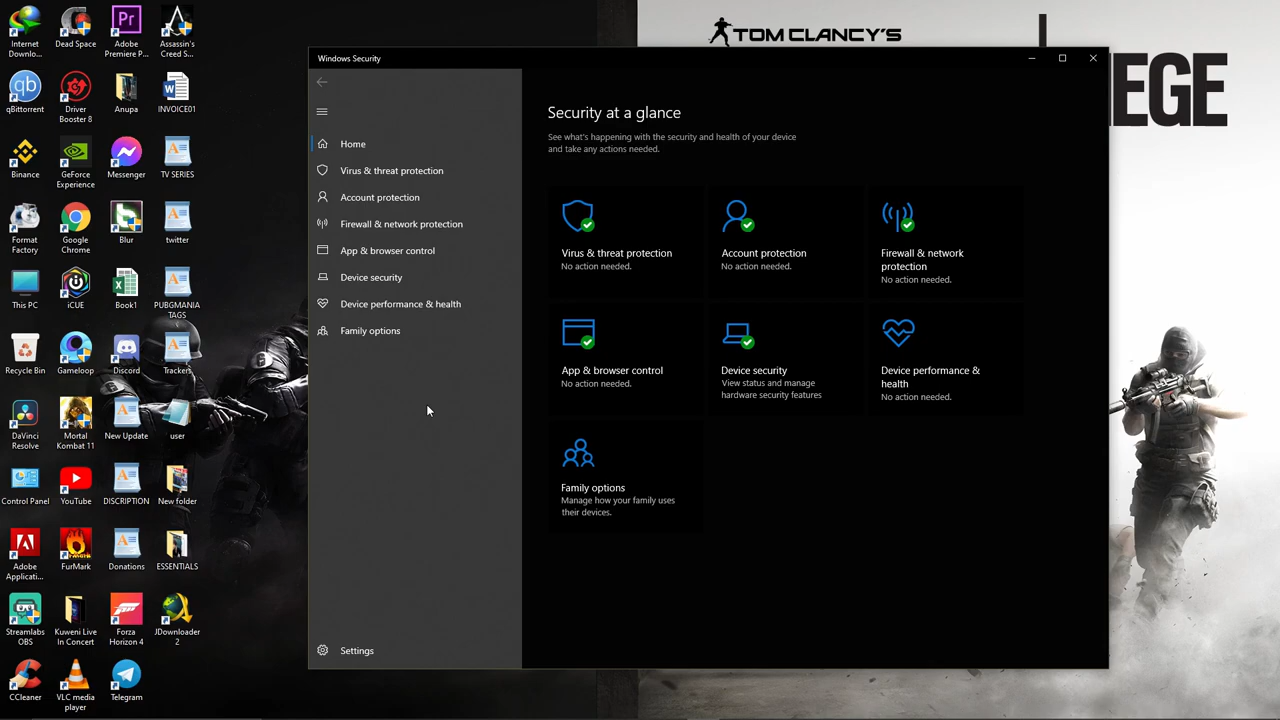 Internet
Downlo...
Dead Space
Adobe
Premiere P...
Assassin's
Creed S...
qBittorrent
Driver
Booster 8
Anupa
INVOICE01
Binance
GeForce
Experience
Messenger
TV SERIES
Format
Factory
Google
Chrome
Blur
twitter
This PC
iCUE
Book1
PUBGMANIA
TAGS
Recycle Bin
Gameloop
Discord
Trackers
DaVinci
Resolve
Mortal
Kombat 11
New Update
user
Control Panel
YouTube
DISCRIPTION
New folder
Adobe
Applicati...
FurMark
Donations
ESSENTIALS
Streamlabs
OBS
Kuweni Live
In Concert
Forza
Horizon 4
JDownloader
2
CCleaner
VLC media
player
Telegram
TOM CLANCY'S
EGE
Windows Security
Home
Virus & threat protection
Account protection
Firewall & network protection
App & browser control
Device security
Device performance & health
Family options
Settings
Security at a glance
See what's happening with the security and health of your device
and take any actions needed.
Virus & threat protection
No action needed.
Account protection
No action needed.
Firewall & network
protection
No action needed.
App & browser control
No action needed.
Device security
View status and manage
hardware security features
Device performance &
health
No action needed.
Family options
Manage how your family uses
their devices.